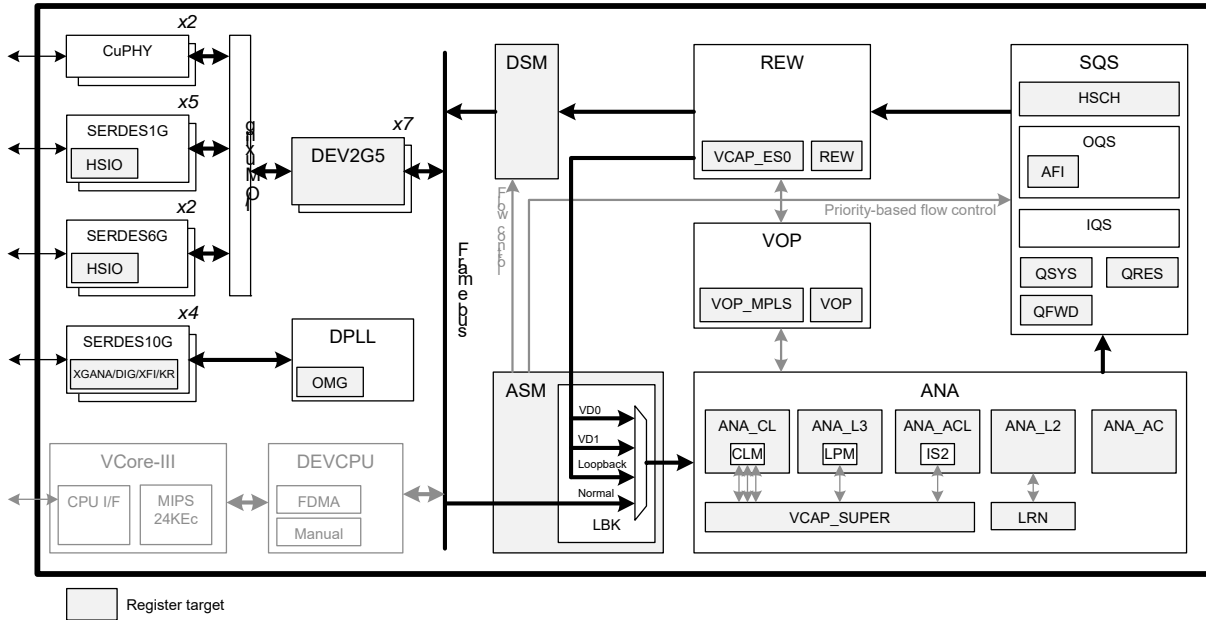 x2
CuPHY
x5
SERDES1G
HSIO
x2
SERDES6G
HSIO
x4
SERDES10G
XGANA/DIG/XFI/KR
x7
DEV2G5
DPLL
OMG
VCore-III
CPU I/F
MIPS
24KEc
DEVCPU
FDMA
Manual
Framebus
DSM
Flow control
REW
VCAP_ES0
REW
Priority-based flow control
VOP
VOP_MPLS
VOP
SQS
HSCH
OQS
AFI
IQS
QSYS
QRES
QFWD
ASM
VD0
VD1
Loopback
Normal
LBK
ANA
ANA_CL
CLM
ANA_L3
LPM
ANA_ACL
IS2
ANA_L2
ANA_AC
VCAP_SUPER
LRN
Register target